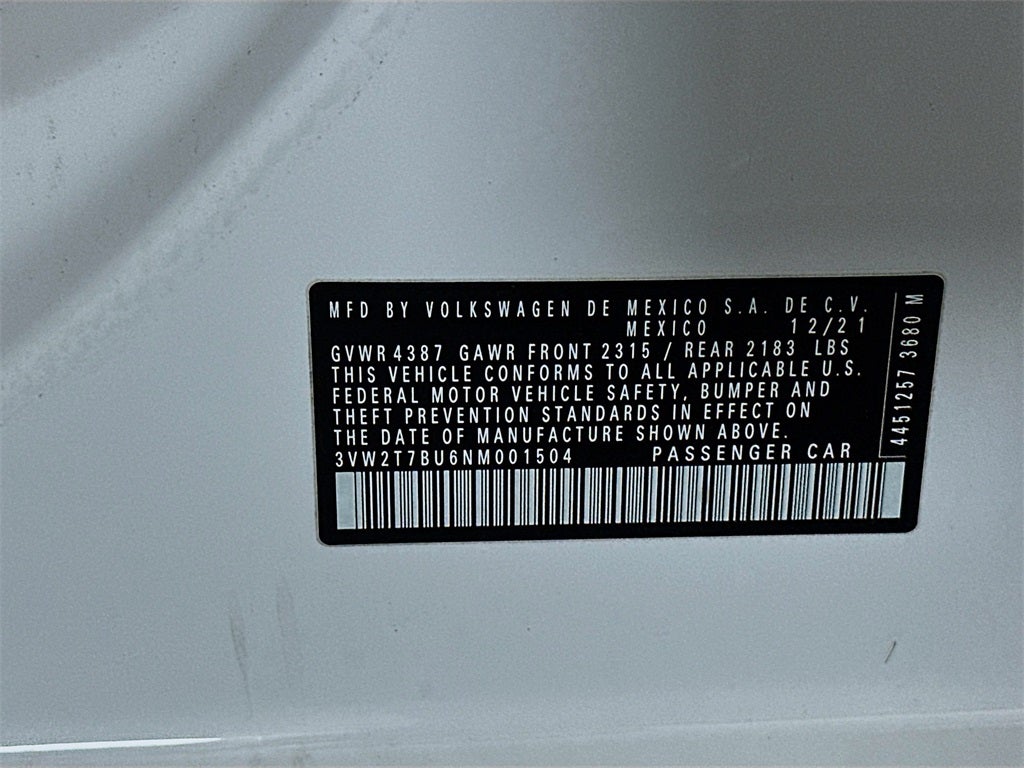 MFD BY VOLKSWAGEN DE MEXICO S.A. DE C.V.
MEXICO 12/21
GVWR 4387 GAWR FRONT 2315 / REAR 2183 LBS
THIS VEHICLE CONFORMS TO ALL APPLICABLE U.S.
FEDERAL MOTOR VEHICLE SAFETY, BUMPER AND
THEFT PREVENTION STANDARDS IN EFFECT ON
THE DATE OF MANUFACTURE SHOWN ABOVE.
3VW2T7BU6NM001504 PASSENGER CAR
4451257 3680 M